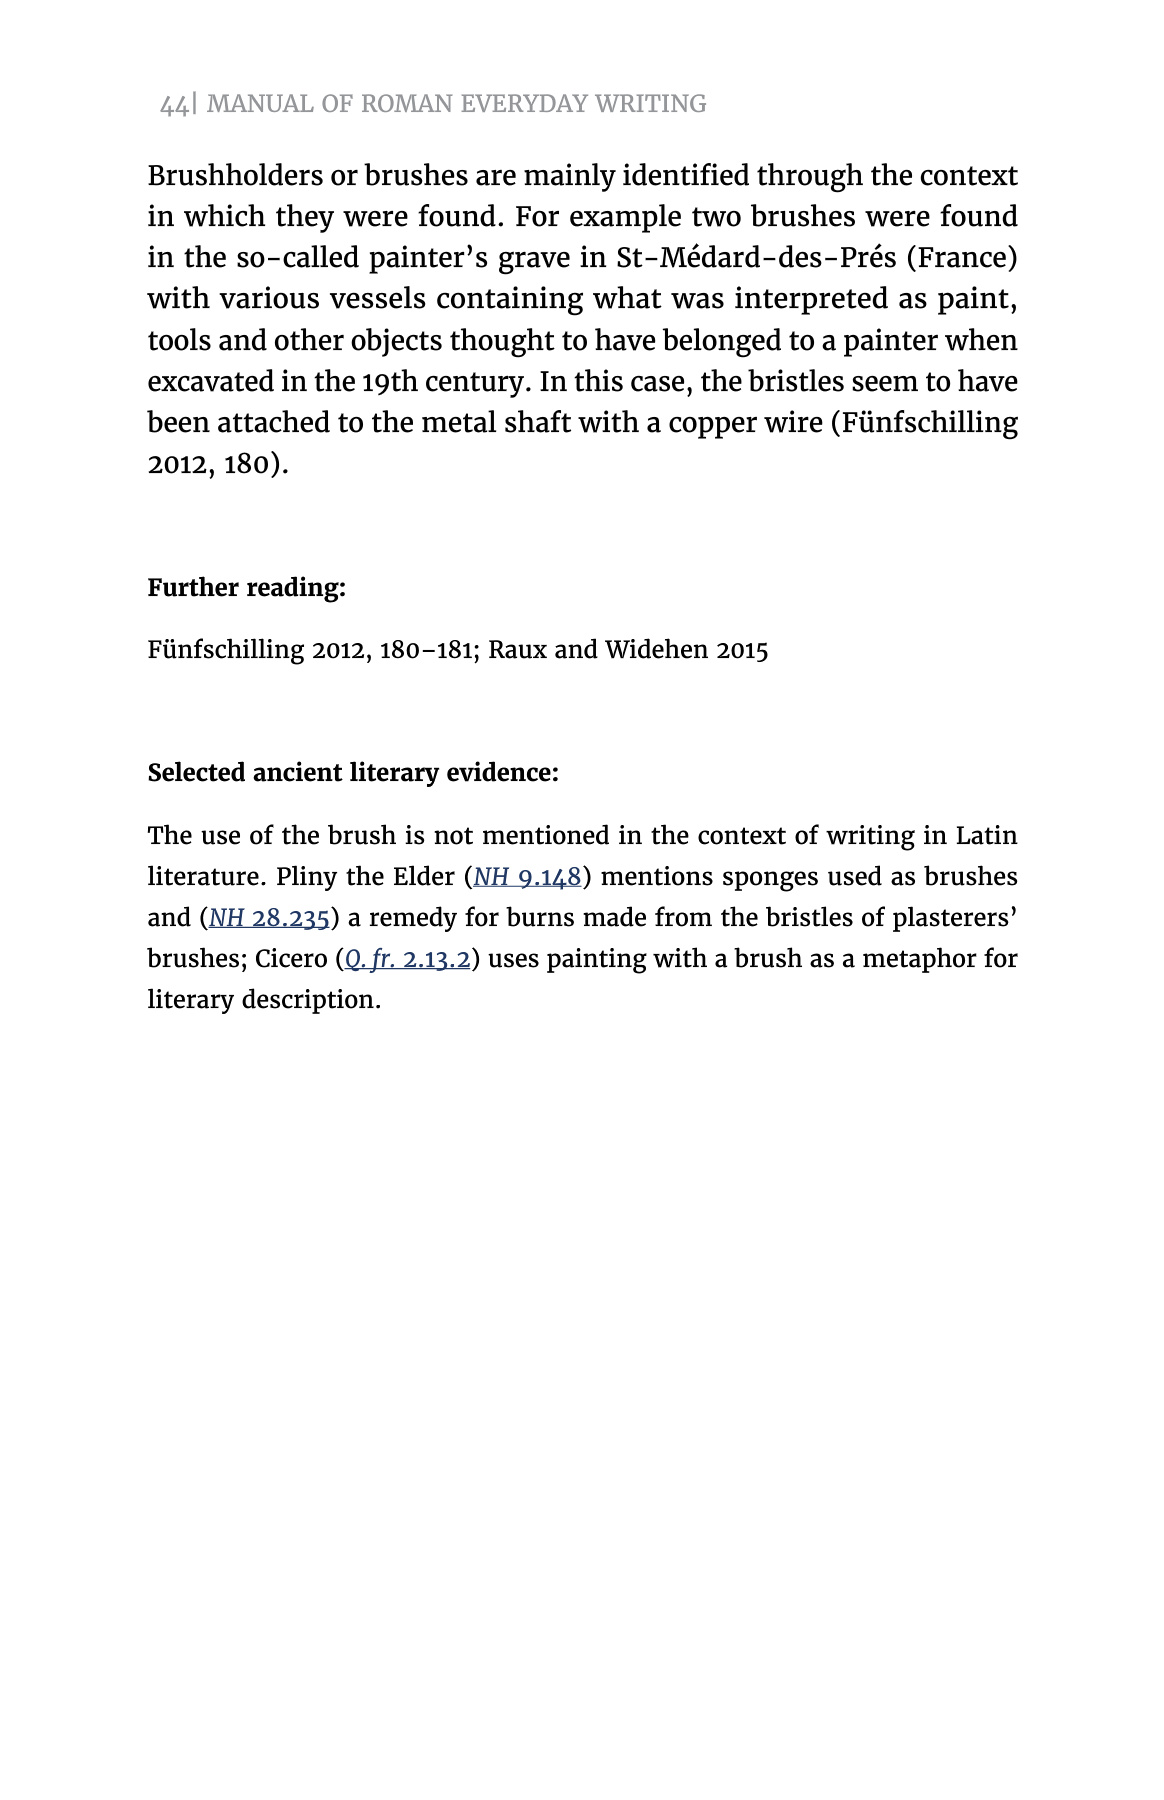 44| MANUAL OF ROMAN EVERYDAY WRITING
Brushholders or brushes are mainly identified through the context
in which they were found. For example two brushes were found
in the so-called painter’s grave in St-Médard-des-Prés (France)
with various vessels containing what was interpreted as paint,
tools and other objects thought to have belonged to a painter when
excavated in the 19th century. In this case, the bristles seem to have
been attached to the metal shaft with a copper wire (Fünfschilling
2012, 180).
Further reading:
Fünfschilling 2012, 180–181; Raux and Widehen 2015
Selected ancient literary evidence:
The use of the brush is not mentioned in the context of writing in Latin
literature. Pliny the Elder (NH 9.148) mentions sponges used as brushes
and (NH 28.235) a remedy for burns made from the bristles of plasterers’
brushes; Cicero (Q. fr. 2.13.2) uses painting with a brush as a metaphor for
literary description.